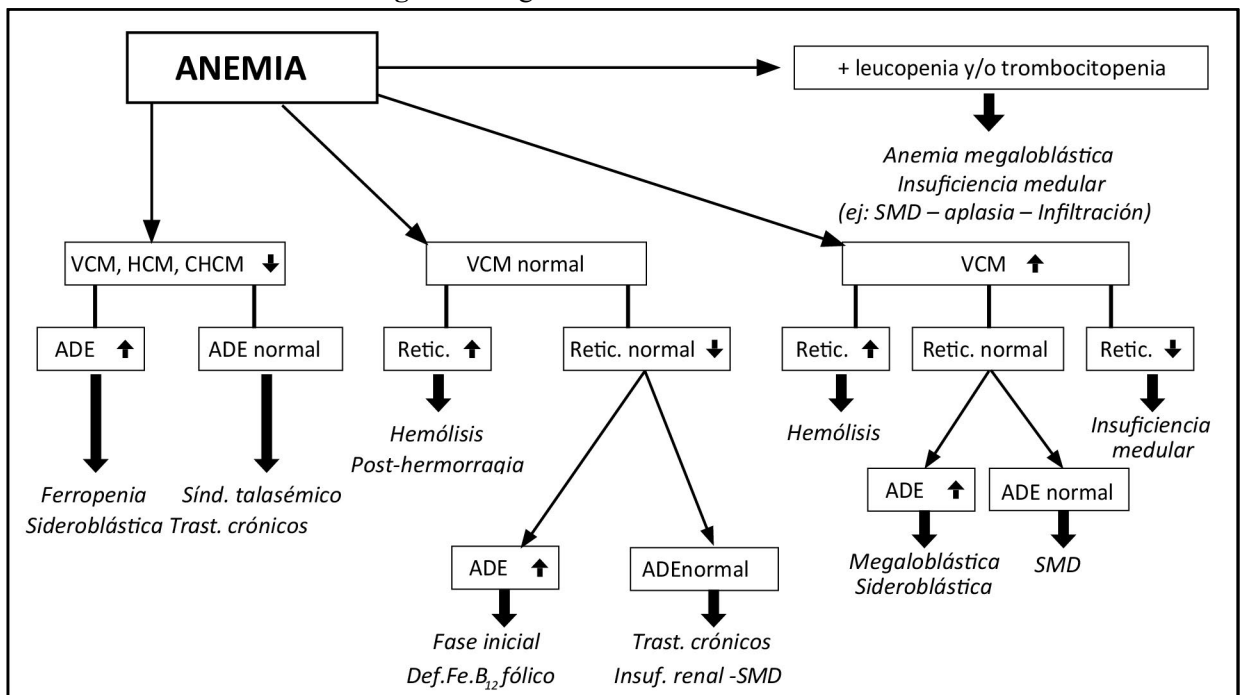 ANEMIA
+ leucopenia y/o trombocitopenia
Anemia megaloblástica
Insuficiencia medular
(ej: SMD – aplasia – Infiltración)
VCM, HCM, CHCM ↓
VCM normal
VCM ↑
ADE ↑
ADE normal
Retic. ↑
Retic. normal ↓
Retic. ↑
Retic. normal
Retic. ↓
Ferropenia
Sideroblástica
Sínd. talasémico
Trast. crónicos
Hemólisis
Post-hermorragia
Hemólisis
Insuficiencia
medular
ADE ↑
ADEnormal
ADE ↑
ADE normal
Fase inicial
Def.Fe.B12 fólico
Trast. crónicos
Insuf. renal -SMD
Megaloblástica
Sideroblástica
SMD